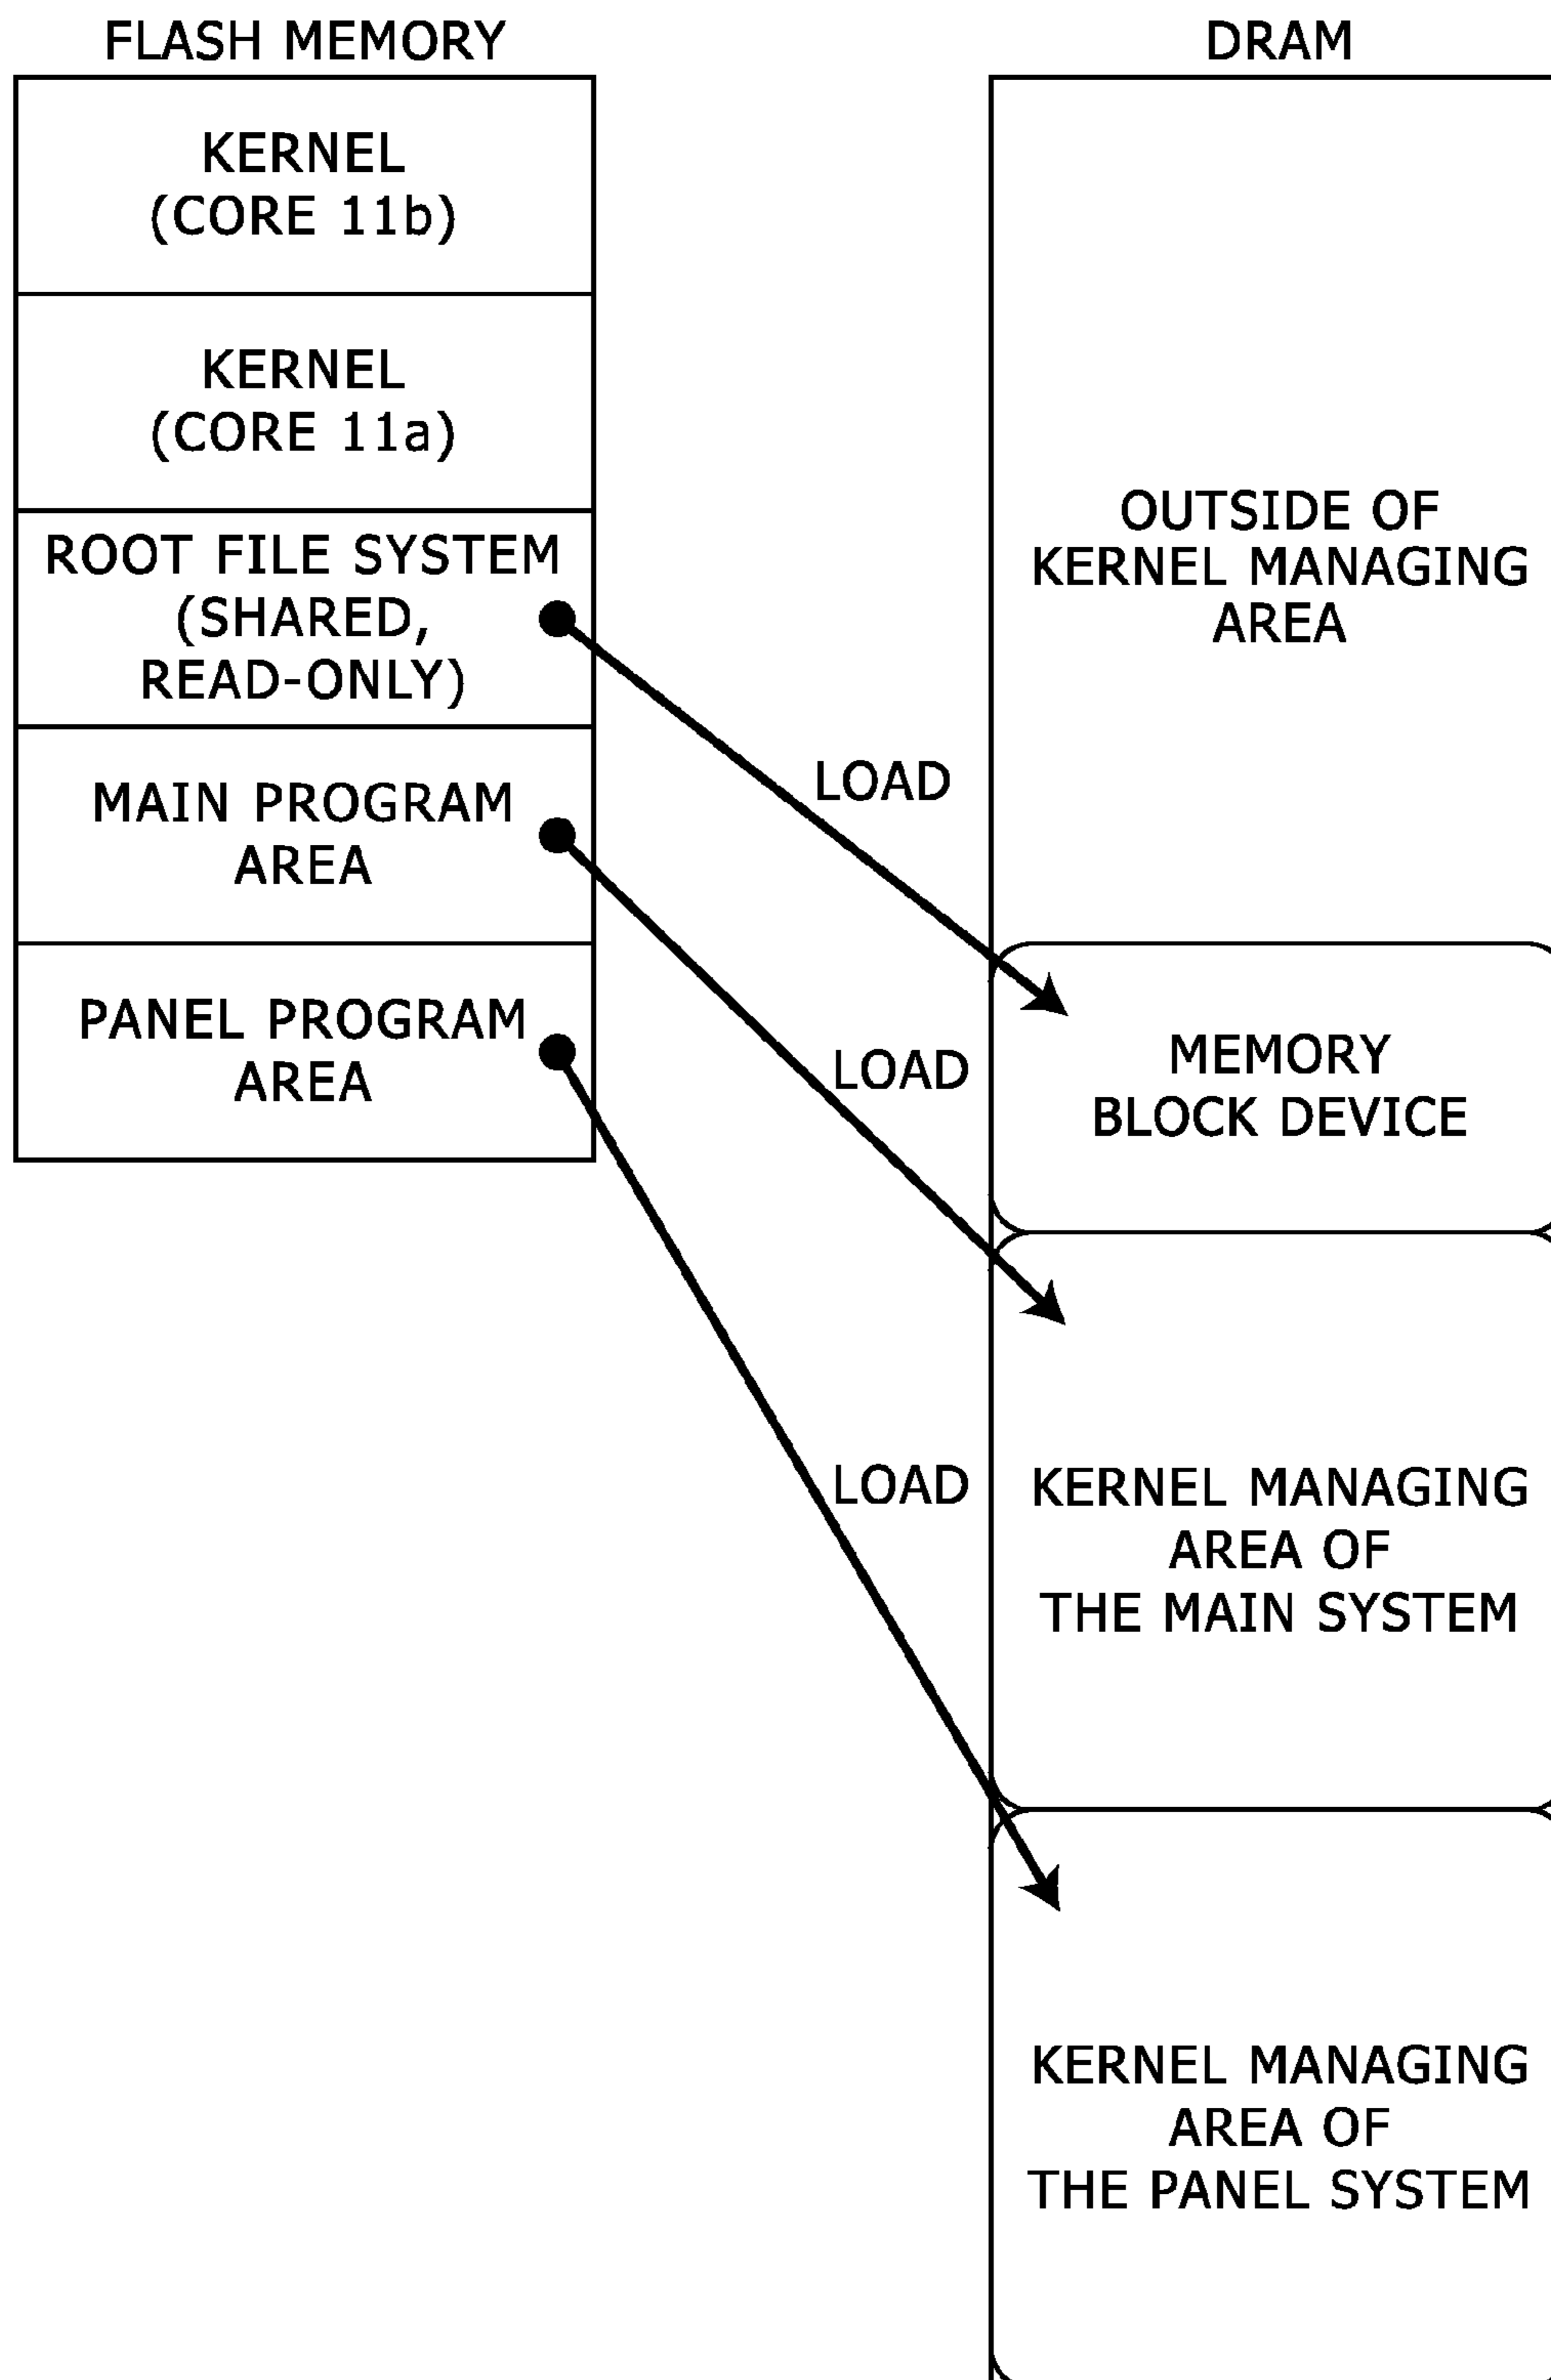 FLASH MEMORY
KERNEL
(CORE 11b)
KERNEL
(CORE 11a)
ROOT FILE SYSTEM
(SHARED,
READ-ONLY)
MAIN PROGRAM
AREA
PANEL PROGRAM
AREA
LOAD
LOAD
LOAD
DRAM
OUTSIDE OF
KERNEL MANAGING
AREA
MEMORY
BLOCK DEVICE
KERNEL MANAGING
AREA OF
THE MAIN SYSTEM
KERNEL MANAGING
AREA OF
THE PANEL SYSTEM